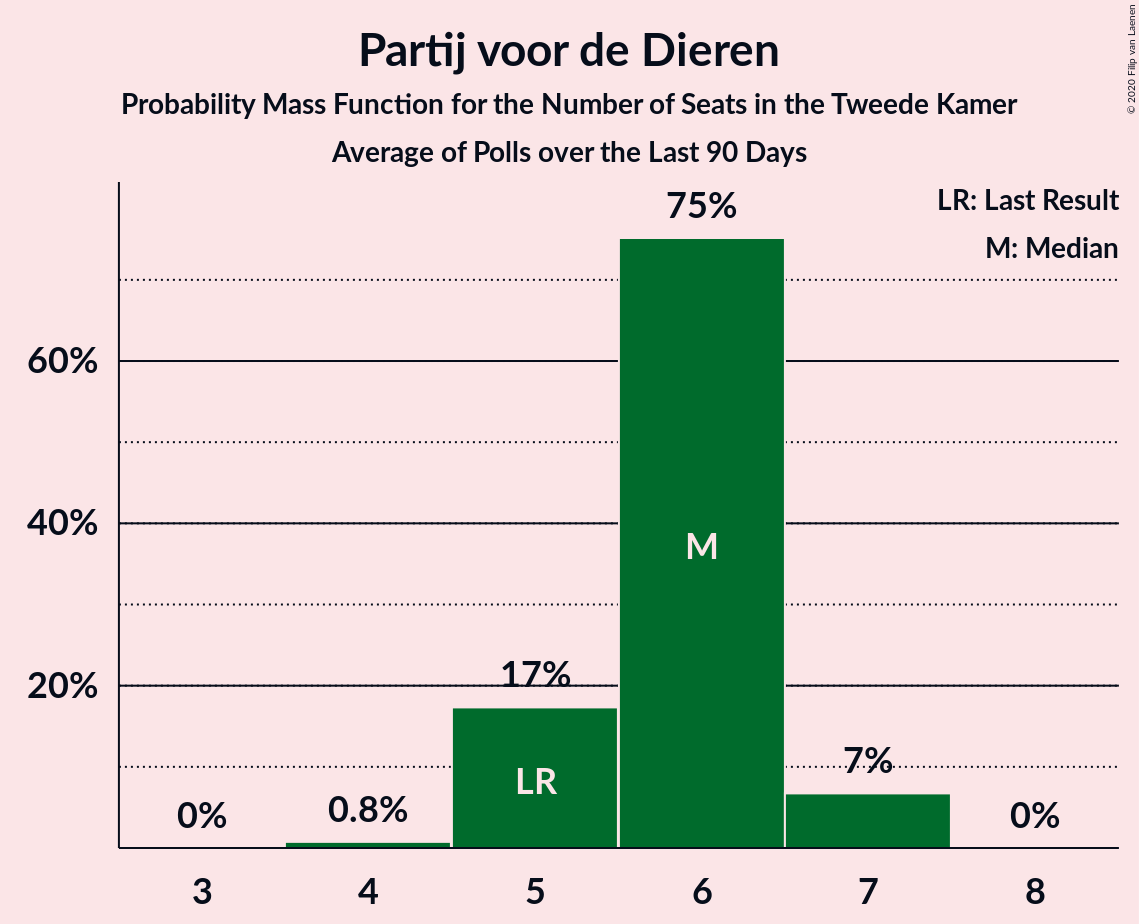 Partij voor de Dieren
Probability Mass Function for the Number of Seats in the Tweede Kamer
Average of Polls over the Last 90 Days
© 2020 Filip van Laenen
LR: Last Result
M: Median
75%
60%
40%
M
17%
20%
7%
LR
0%
0.8%
0%
3 4 5 6 7 8